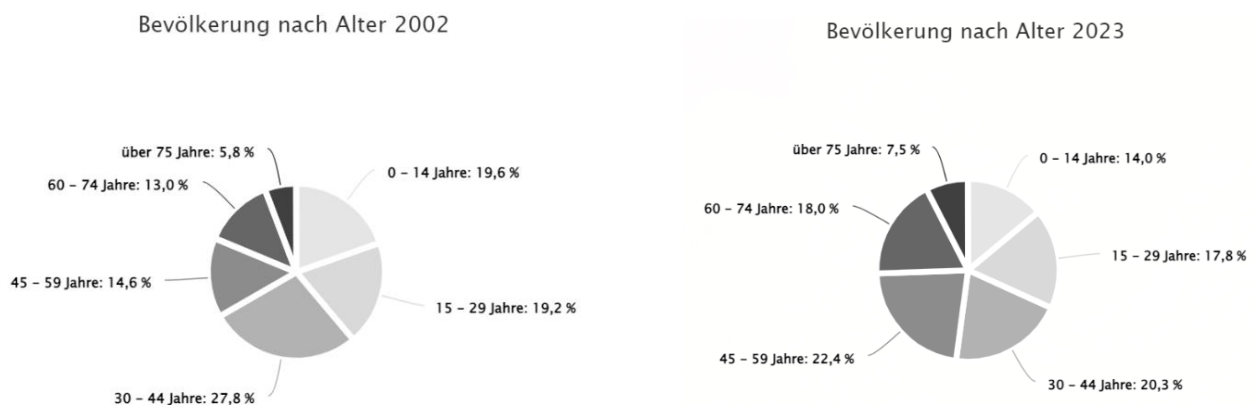 Bevölkerung nach Alter 2002
über 75 Jahre: 5,8 %
0 – 14 Jahre: 19,6 %
60 – 74 Jahre: 13,0 %
45 – 59 Jahre: 14,6 %
15 – 29 Jahre: 19,2 %
30 – 44 Jahre: 27,8 %
Bevölkerung nach Alter 2023
über 75 Jahre: 7,5 %
0 – 14 Jahre: 14,0 %
60 – 74 Jahre: 18,0 %
15 – 29 Jahre: 17,8 %
45 – 59 Jahre: 22,4 %
30 – 44 Jahre: 20,3 %